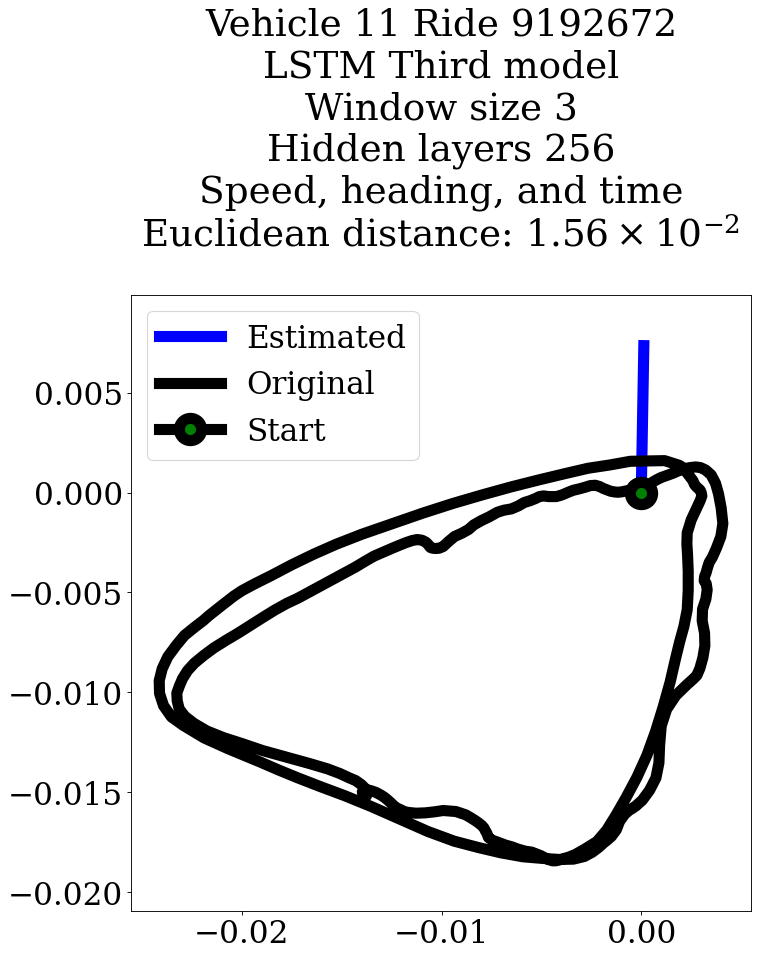 Vehicle 11 Ride 9192672
LSTM Third model
Window size 3
Hidden layers 256
Speed, heading, and time
Euclidean distance: 1.56 × 10⁻²
Estimated
Original
Start
0.005
0.000
−0.005
−0.010
−0.015
−0.020
−0.02
−0.01
0.00